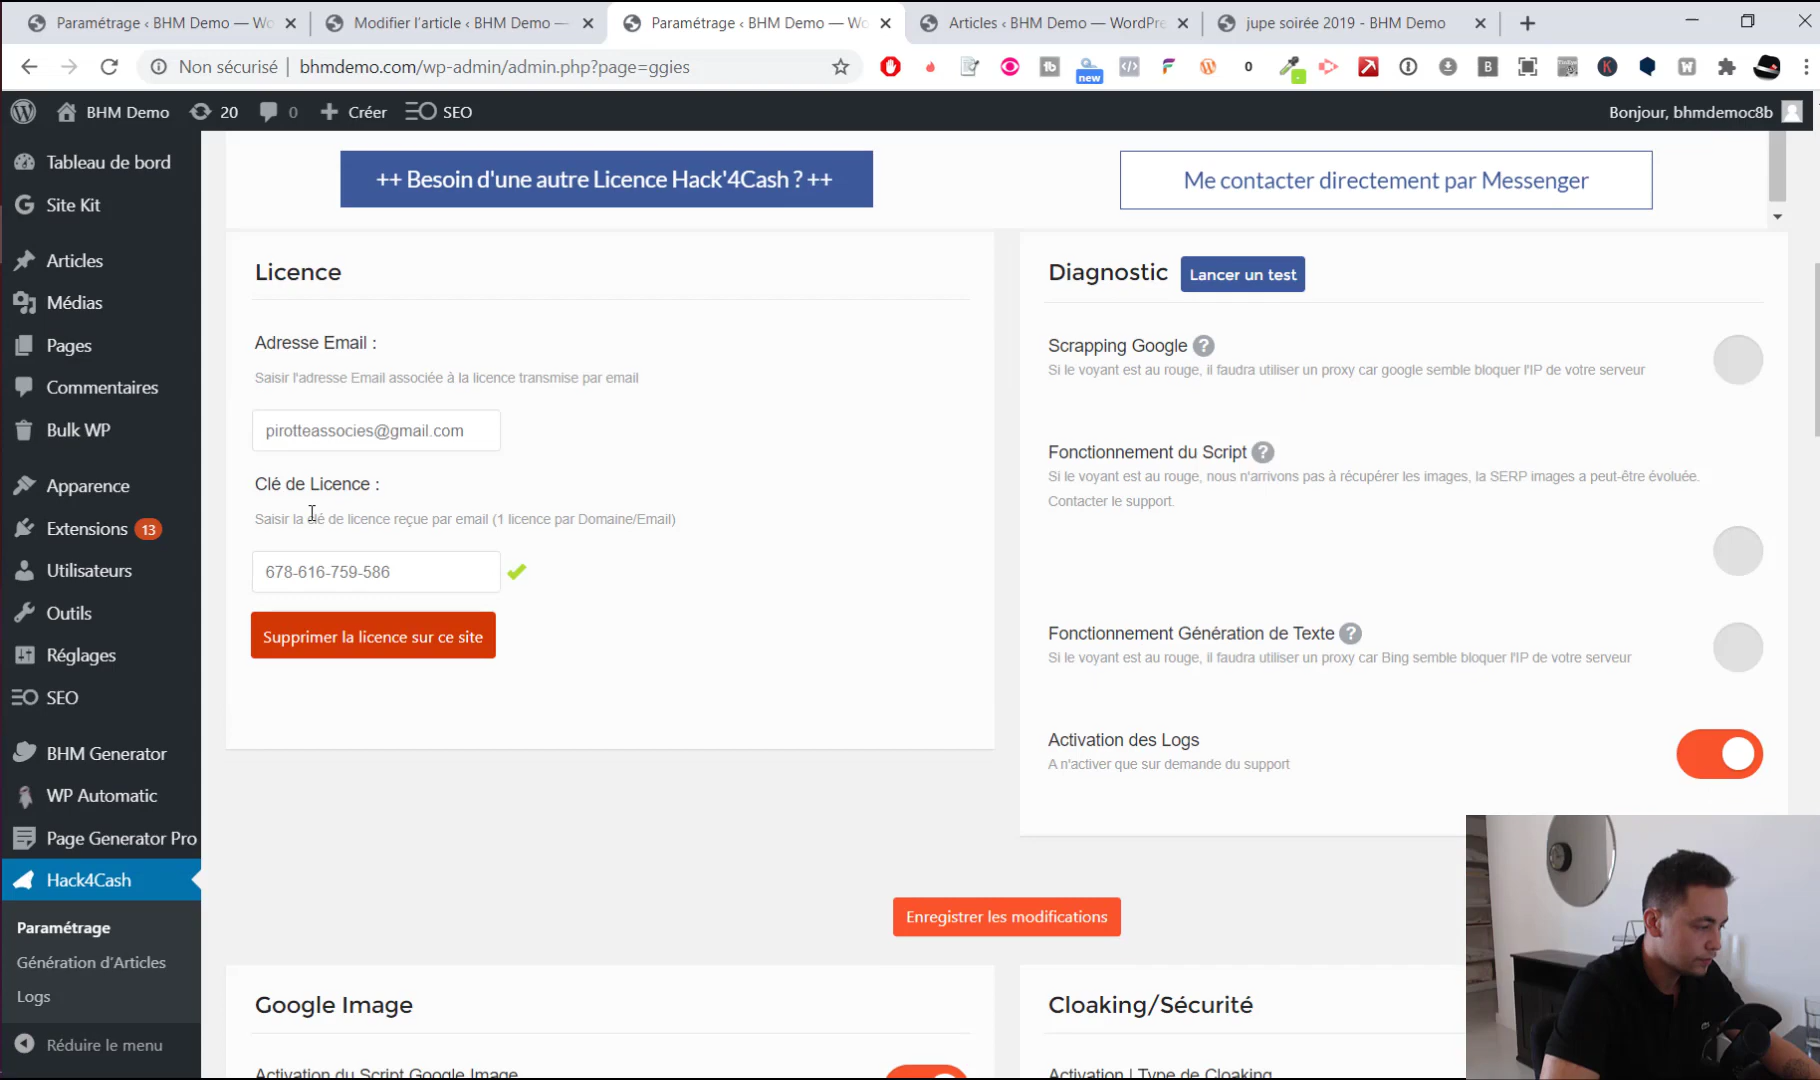 Paramétrage ‹ BHM Demo — Wo
Modifier l'article ‹ BHM Demo —
Paramétrage ‹ BHM Demo — Wo
Articles ‹ BHM Demo — WordPre
jupe soirée 2019 - BHM Demo
Non sécurisé
bhmdemo.com/wp-admin/admin.php?page=ggies
new
0
BHM Demo
20
0
Créer
SEO
Bonjour, bhmdemoc8b
Tableau de bord
Site Kit
Articles
Médias
Pages
Commentaires
Bulk WP
Apparence
Extensions 13
Utilisateurs
Outils
Réglages
SEO
BHM Generator
WP Automatic
Page Generator Pro
Hack4Cash
Paramétrage
Génération d'Articles
Logs
Réduire le menu
++ Besoin d'une autre Licence Hack'4Cash ? ++
Me contacter directement par Messenger
Licence
Adresse Email :
Saisir l'adresse Email associée à la licence transmise par email
pirotteassocies@gmail.com
Clé de Licence :
Saisir la clé de licence reçue par email (1 licence par Domaine/Email)
678-616-759-586
Supprimer la licence sur ce site
Diagnostic
Lancer un test
Scrapping Google ?
Si le voyant est au rouge, il faudra utiliser un proxy car google semble bloquer l'IP de votre serveur
Fonctionnement du Script ?
Si le voyant est au rouge, nous n'arrivons pas à récupérer les images, la SERP images a peut-être évoluée.
Contacter le support.
Fonctionnement Génération de Texte ?
Si le voyant est au rouge, il faudra utiliser un proxy car Bing semble bloquer l'IP de votre serveur
Activation des Logs
A n'activer que sur demande du support
Enregistrer les modifications
Google Image
Activation du Script Google Image
Cloaking/Sécurité
Activation | Type de Cloaking